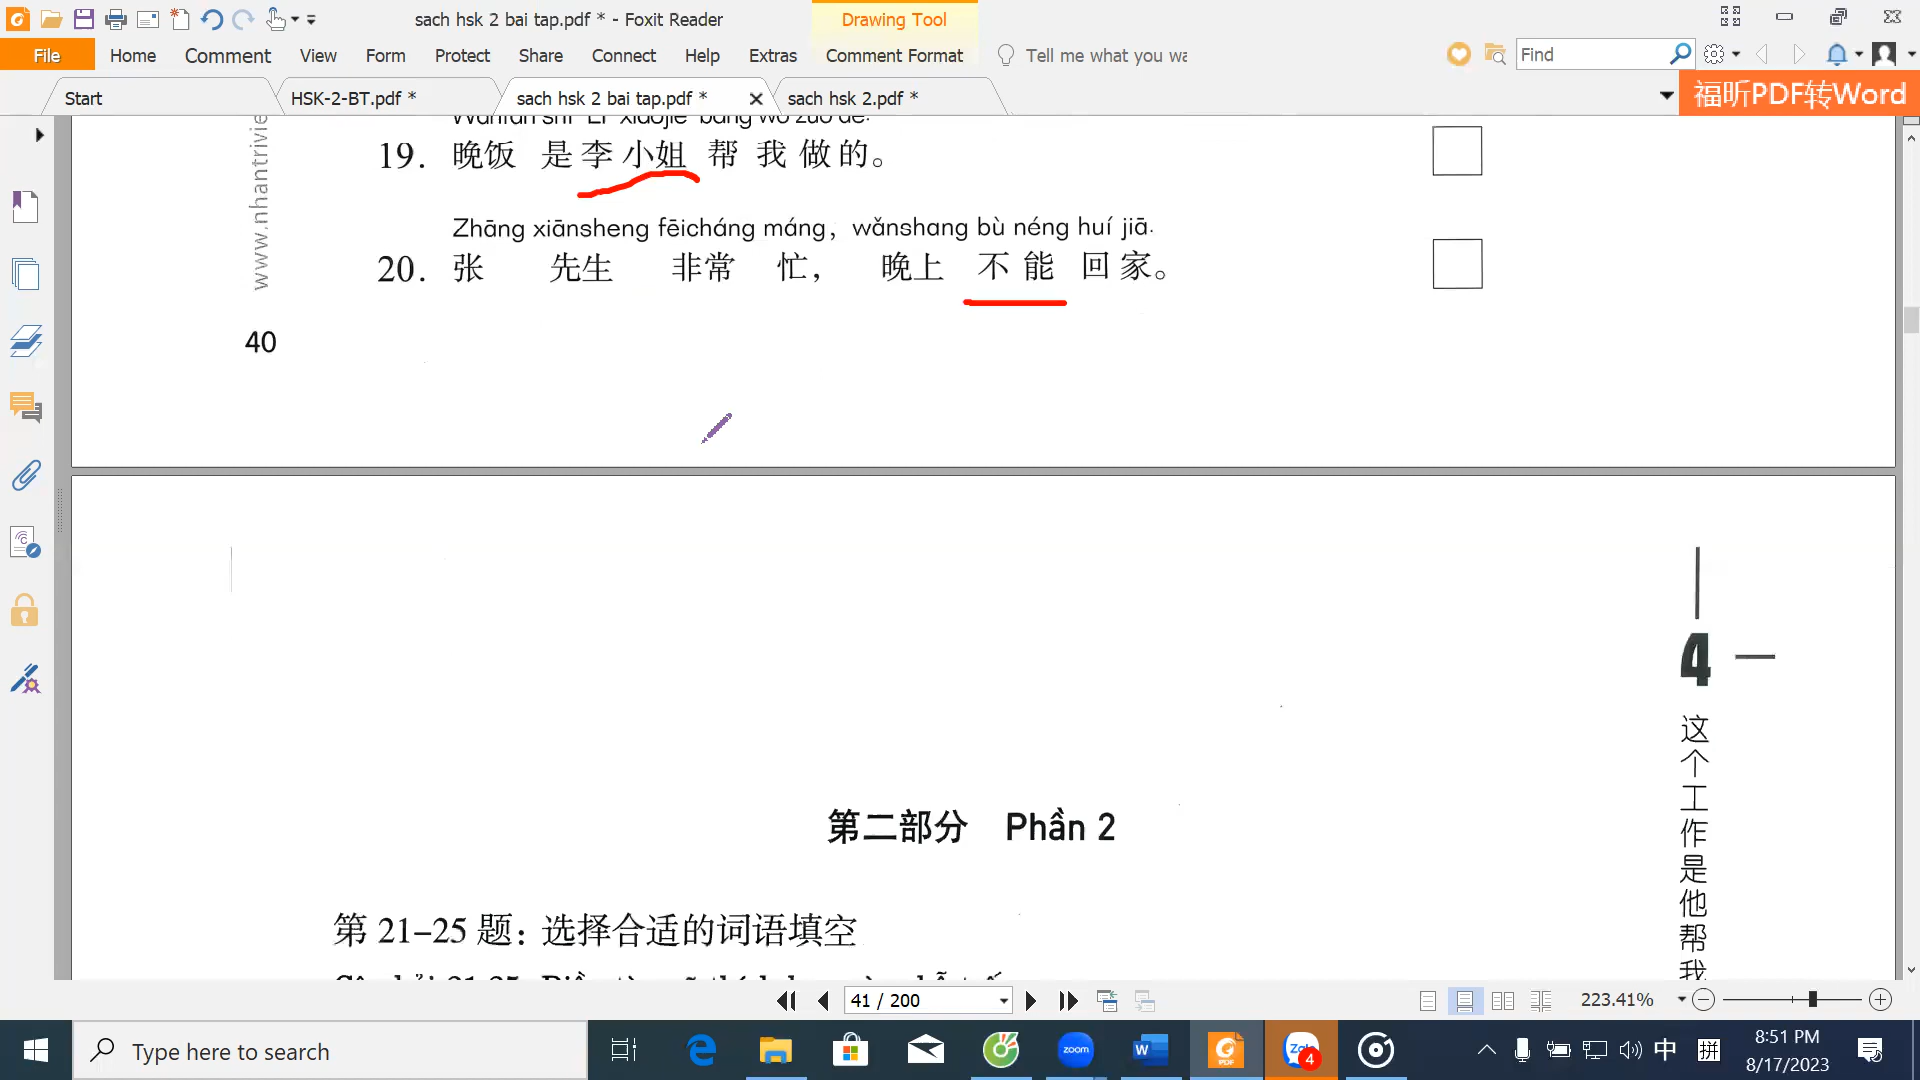 sach hsk 2 bai tap.pdf * - Foxit Reader
Drawing Tool
File Home Comment View Form Protect Share Connect Help Extras Comment Format Tell me what you wa Find
Start HSK-2-BT.pdf * sach hsk 2 bai tap.pdf * sach hsk 2.pdf * 福昕PDF转Word
www.nhantrivie
19. 晚饭 是 李 小姐 帮 我 做 的。
Zhāng xiānsheng fēicháng máng, wǎnshang bù néng huí jiā.
20. 张 先生 非常 忙， 晚上 不 能 回 家。
40
4
这个工作是他帮我
第二部分 Phần 2
第 21–25 题：选择合适的词语填空
41 / 200
223.41%
Type here to search
zoom
W
PDF
Zalo
4
中
拼
8:51 PM
8/17/2023